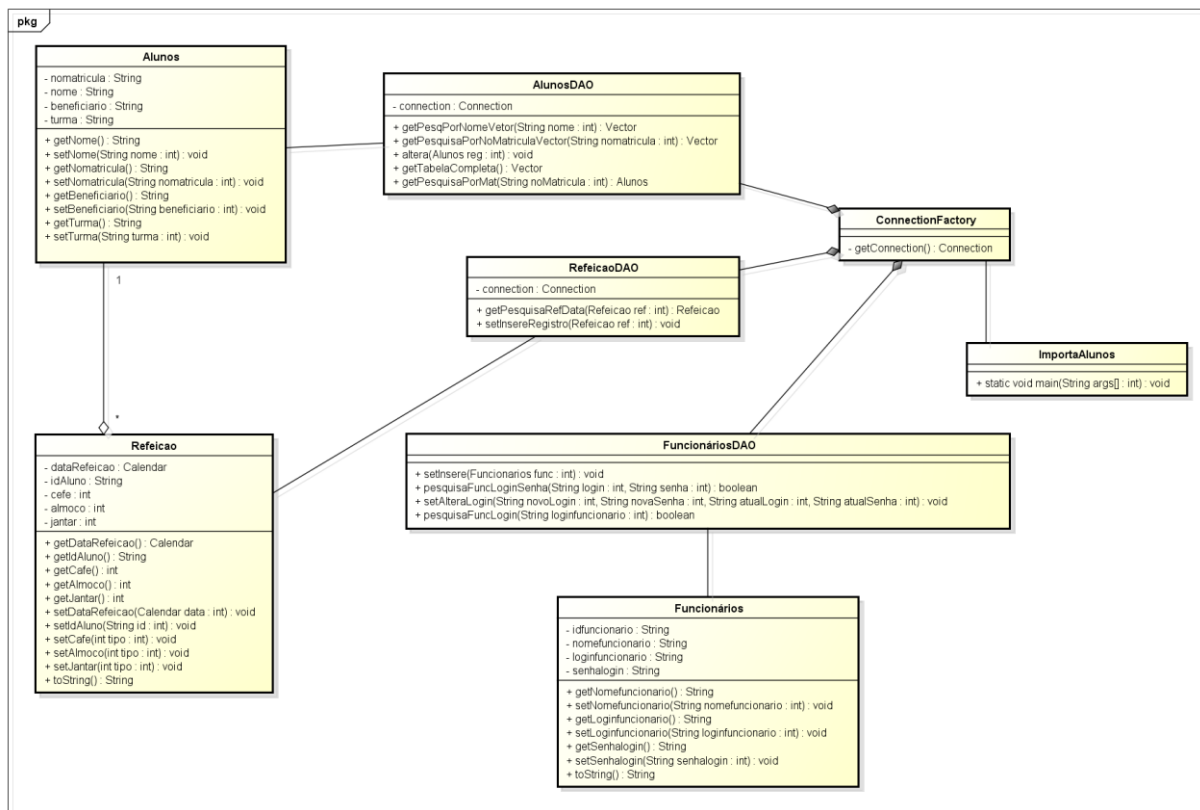 pkg
Alunos
- nomatricula : String
- nome : String
- beneficiario : String
- turma : String
+ getNome() : String
+ setNome(String nome : int) : void
+ getNomatricula() : String
+ setNomatricula(String nomatricula : int) : void
+ getBeneficiario() : String
+ setBeneficiario(String beneficiario : int) : void
+ getTurma() : String
+ setTurma(String turma : int) : void
AlunosDAO
- connection : Connection
+ getPesqPorNomeVetor(String nome : int) : Vector
+ getPesquisaPorNoMatriculaVector(String nomatricula : int) : Vector
+ altera(Alunos reg : int) : void
+ getTabelaCompleta() : Vector
+ getPesquisaPorMat(String noMatricula : int) : Alunos
ConnectionFactory
- getConnection() : Connection
RefeicaoDAO
- connection : Connection
+ getPesquisaRefData(Refeicao ref : int) : Refeicao
+ setInsereRegistro(Refeicao ref : int) : void
1
ImportaAlunos
+ static void main(String args[] : int) : void
*
Refeicao
- dataRefeicao : Calendar
- idAluno : String
- cefe : int
- almoco : int
- jantar : int
+ getDataRefeicao() : Calendar
+ getIdAluno() : String
+ getCafe() : int
+ getAlmoco() : int
+ getJantar() : int
+ setDataRefeicao(Calendar data : int) : void
+ setIdAluno(String id : int) : void
+ setCafe(int tipo : int) : void
+ setAlmoco(int tipo : int) : void
+ setJantar(int tipo : int) : void
+ toString() : String
FuncionáriosDAO
+ setInsere(Funcionarios func : int) : void
+ pesquisaFuncLoginSenha(String login : int, String senha : int) : boolean
+ setAlteraLogin(String novoLogin : int, String novaSenha : int, String atualLogin : int, String atualSenha : int) : void
+ pesquisaFuncLogin(String loginfuncionario : int) : boolean
Funcionários
- idfuncionario : String
- nomefuncionario : String
- loginfuncionario : String
- senhalogin : String
+ getNomefuncionario() : String
+ setNomefuncionario(String nomefuncionario : int) : void
+ getLoginfuncionario() : String
+ setLoginfuncionario(String loginfuncionario : int) : void
+ getSenhalogin() : String
+ setSenhalogin(String senhalogin : int) : void
+ toString() : String